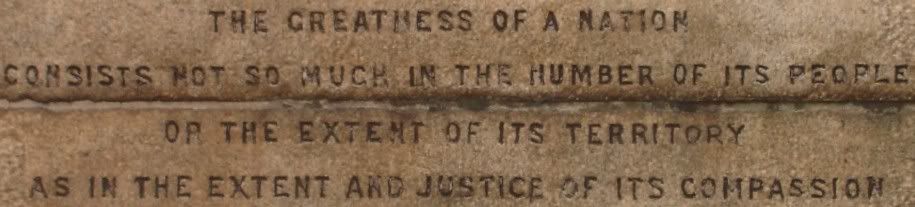 THE GREATNESS OF A NATION
CONSISTS NOT SO MUCH IN THE NUMBER OF ITS PEOPLE
OR THE EXTENT OF ITS TERRITORY
AS IN THE EXTENT AND JUSTICE OF ITS COMPASSION